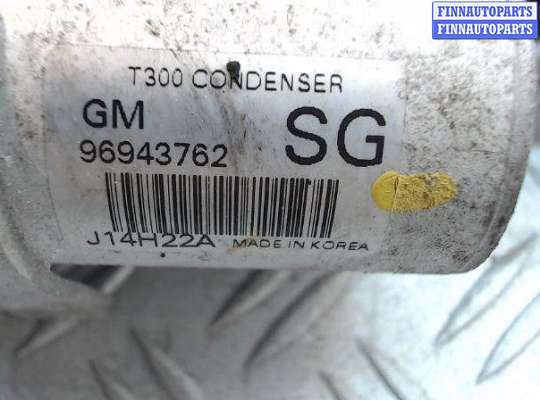 FINNAUTOPARTS
FINNAUTOPARTS
T300 CONDENSER
GM
SG
96943762
J14H22A MADE IN KOREA